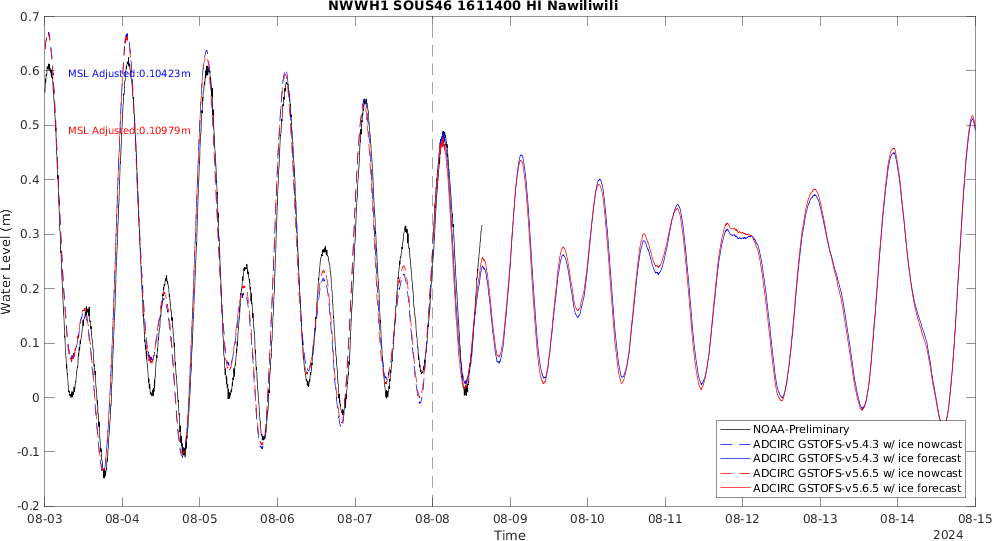 NWWH1 SOUS46 1611400 HI Nawiliwili
Water Level (m)
0.7
0.6
0.5
0.4
0.3
0.2
0.1
0
-0.1
-0.2
MSL Adjusted:0.10423m
MSL Adjusted:0.10979m
NOAA-Preliminary
ADCIRC GSTOFS-v5.4.3 w/ ice nowcast
ADCIRC GSTOFS-v5.4.3 w/ ice forecast
ADCIRC GSTOFS-v5.6.5 w/ ice nowcast
ADCIRC GSTOFS-v5.6.5 w/ ice forecast
08-03 08-04 08-05 08-06 08-07 08-08 08-09 08-10 08-11 08-12 08-13 08-14 08-15
Time
2024